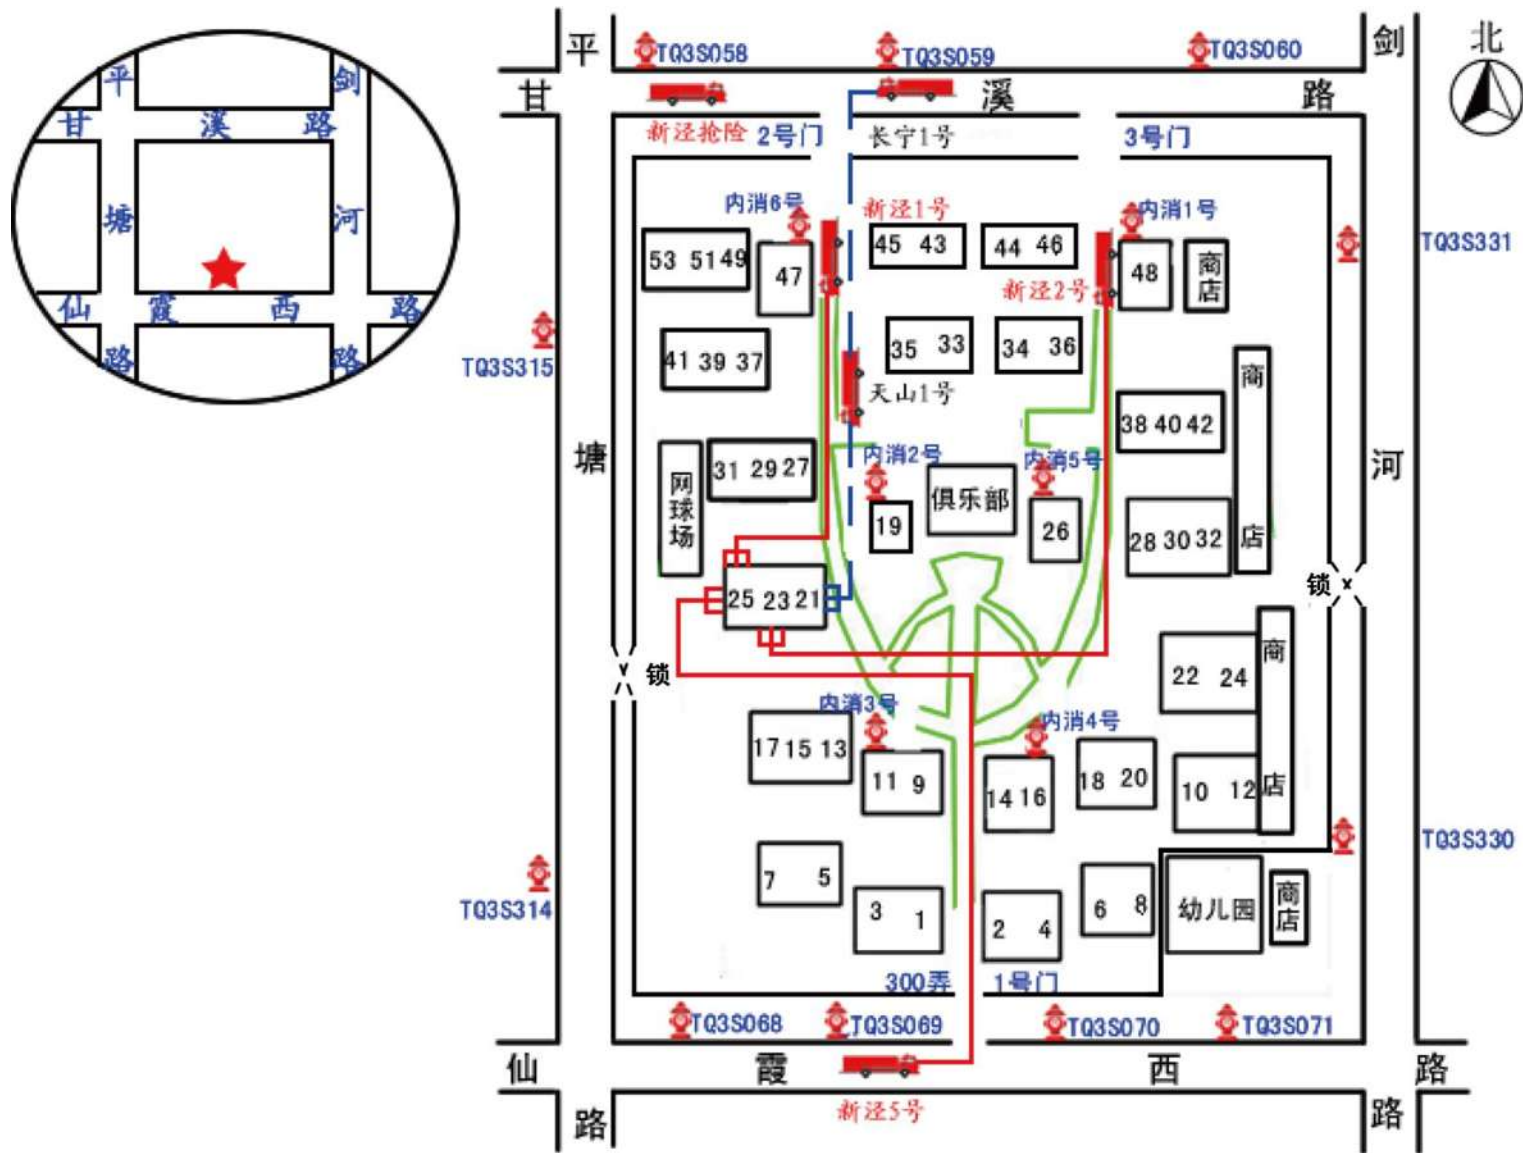 平
剑
北
TQ3S058
TQ3S059
TQ3S060
甘
溪
路
新泾抢险
2号门
长宁1号
3号门
平
剑
甘
溪
路
塘
河
仙
霞
西
路
路
路
内消6号
新泾1号
内消1号
TQ3S331
53 51 49
47
45 43
44 46
48
商店
新泾2号
TQ3S315
41 39 37
35 33
34 36
商
店
天山1号
38 40 42
塘
河
内消2号
内消5号
31 29 27
网球场
俱乐部
19
26
28 30 32
锁
25 23 21
锁
22 24
商
店
内消3号
内消4号
17 15 13
11 9
14 16
18 20
10 12
TQ3S330
7 5
3 1
2 4
6 8
幼儿园
商店
TQ3S314
300弄
1号门
TQ3S068
TQ3S069
TQ3S070
TQ3S071
仙
霞
西
路
新泾5号
路
路